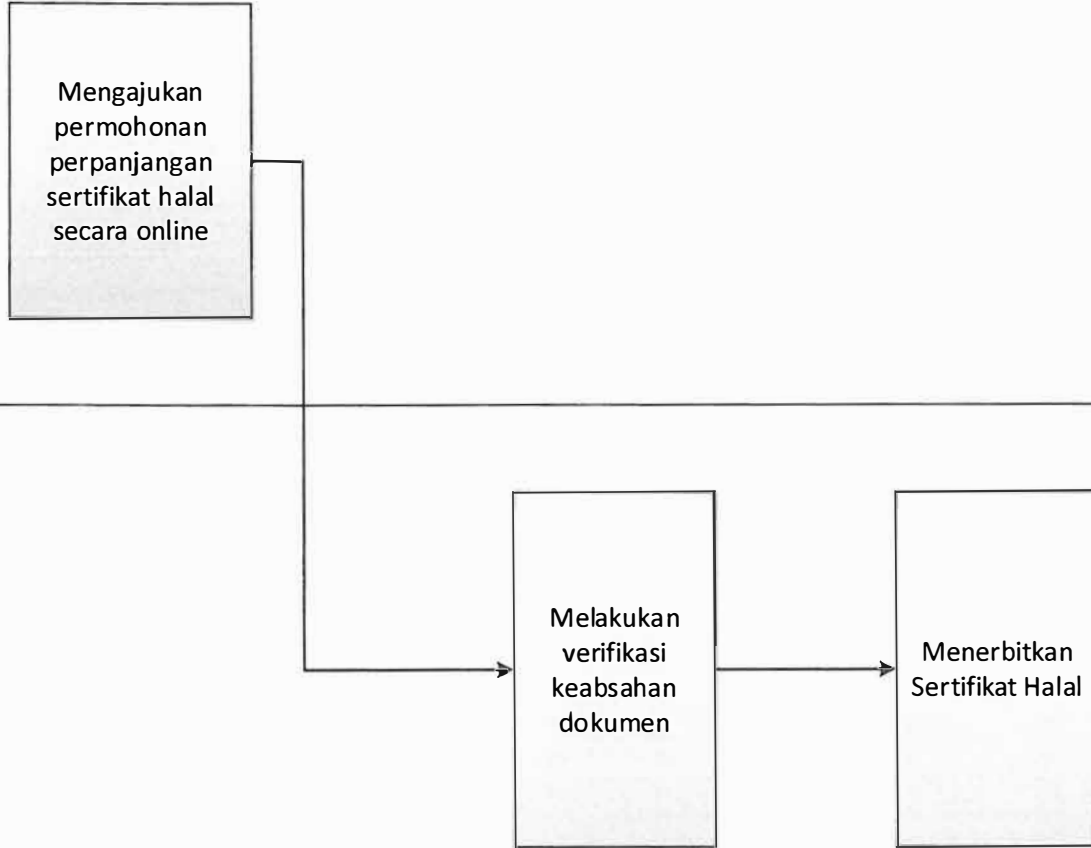 Mengajukan
permohonan
perpanjangan
sertifikat halal
secara online
Melakukan
verifikasi
keabsahan
dokumen
Menerbitkan
Sertifikat Halal